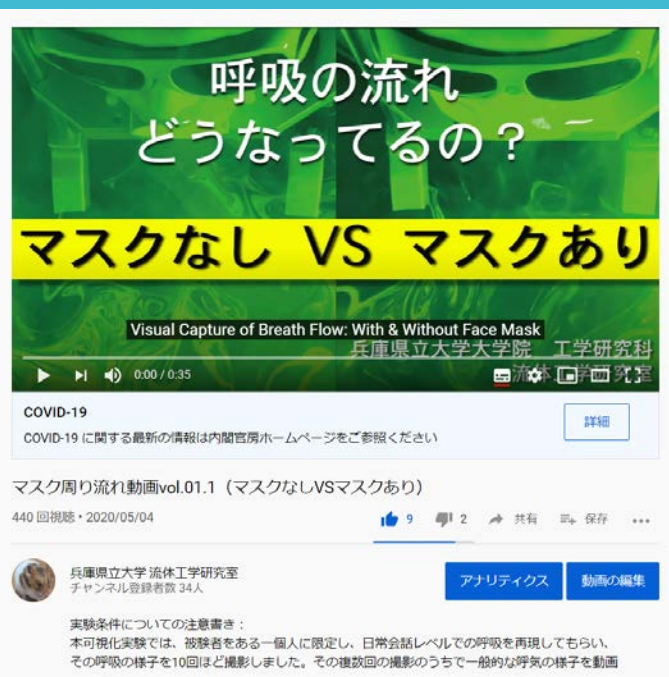 呼吸の流れ
どうなってるの？
マスクなし VS マスクあり
Visual Capture of Breath Flow: With & Without Face Mask
兵庫県立大学大学院　工学研究科
流体工学研究室
0:00 / 0:35
COVID-19
COVID-19 に関する最新の情報は内閣官房ホームページをご参照ください
詳細
マスク周り流れ動画vol.01.1（マスクなしVSマスクあり）
440 回視聴・2020/05/04
9 2 共有 保存
兵庫県立大学 流体工学研究室
チャンネル登録者数 34人
アナリティクス 動画の編集
実験条件についての注意書き：
本可視化実験では、被験者をある一個人に限定し、日常会話レベルでの呼吸を再現してもらい、
その呼吸の様子を10回ほど撮影しました。その複数回の撮影のうちで一般的な呼気の様子を動画